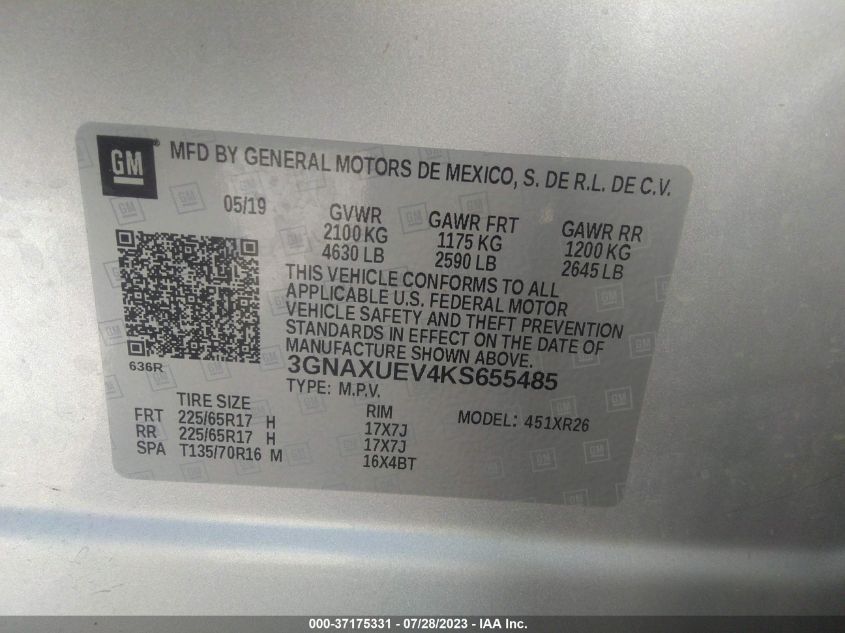 GM
MFD BY GENERAL MOTORS DE MEXICO, S. DE R.L. DE C.V.
05/19 GVWR GAWR FRT GAWR RR
2100 KG 1175 KG 1200 KG
4630 LB 2590 LB 2645 LB
THIS VEHICLE CONFORMS TO ALL
APPLICABLE U.S. FEDERAL MOTOR
VEHICLE SAFETY AND THEFT PREVENTION
STANDARDS IN EFFECT ON THE DATE OF
MANUFACTURE SHOWN ABOVE.
636R
3GNAXUEV4KS655485
TYPE: M.P.V.
TIRE SIZE RIM MODEL: 451XR26
FRT 225/65R17 H 17X7J
RR 225/65R17 H 17X7J
SPA T135/70R16 M 16X4BT
000-37175331 - 07/28/2023 - IAA Inc.